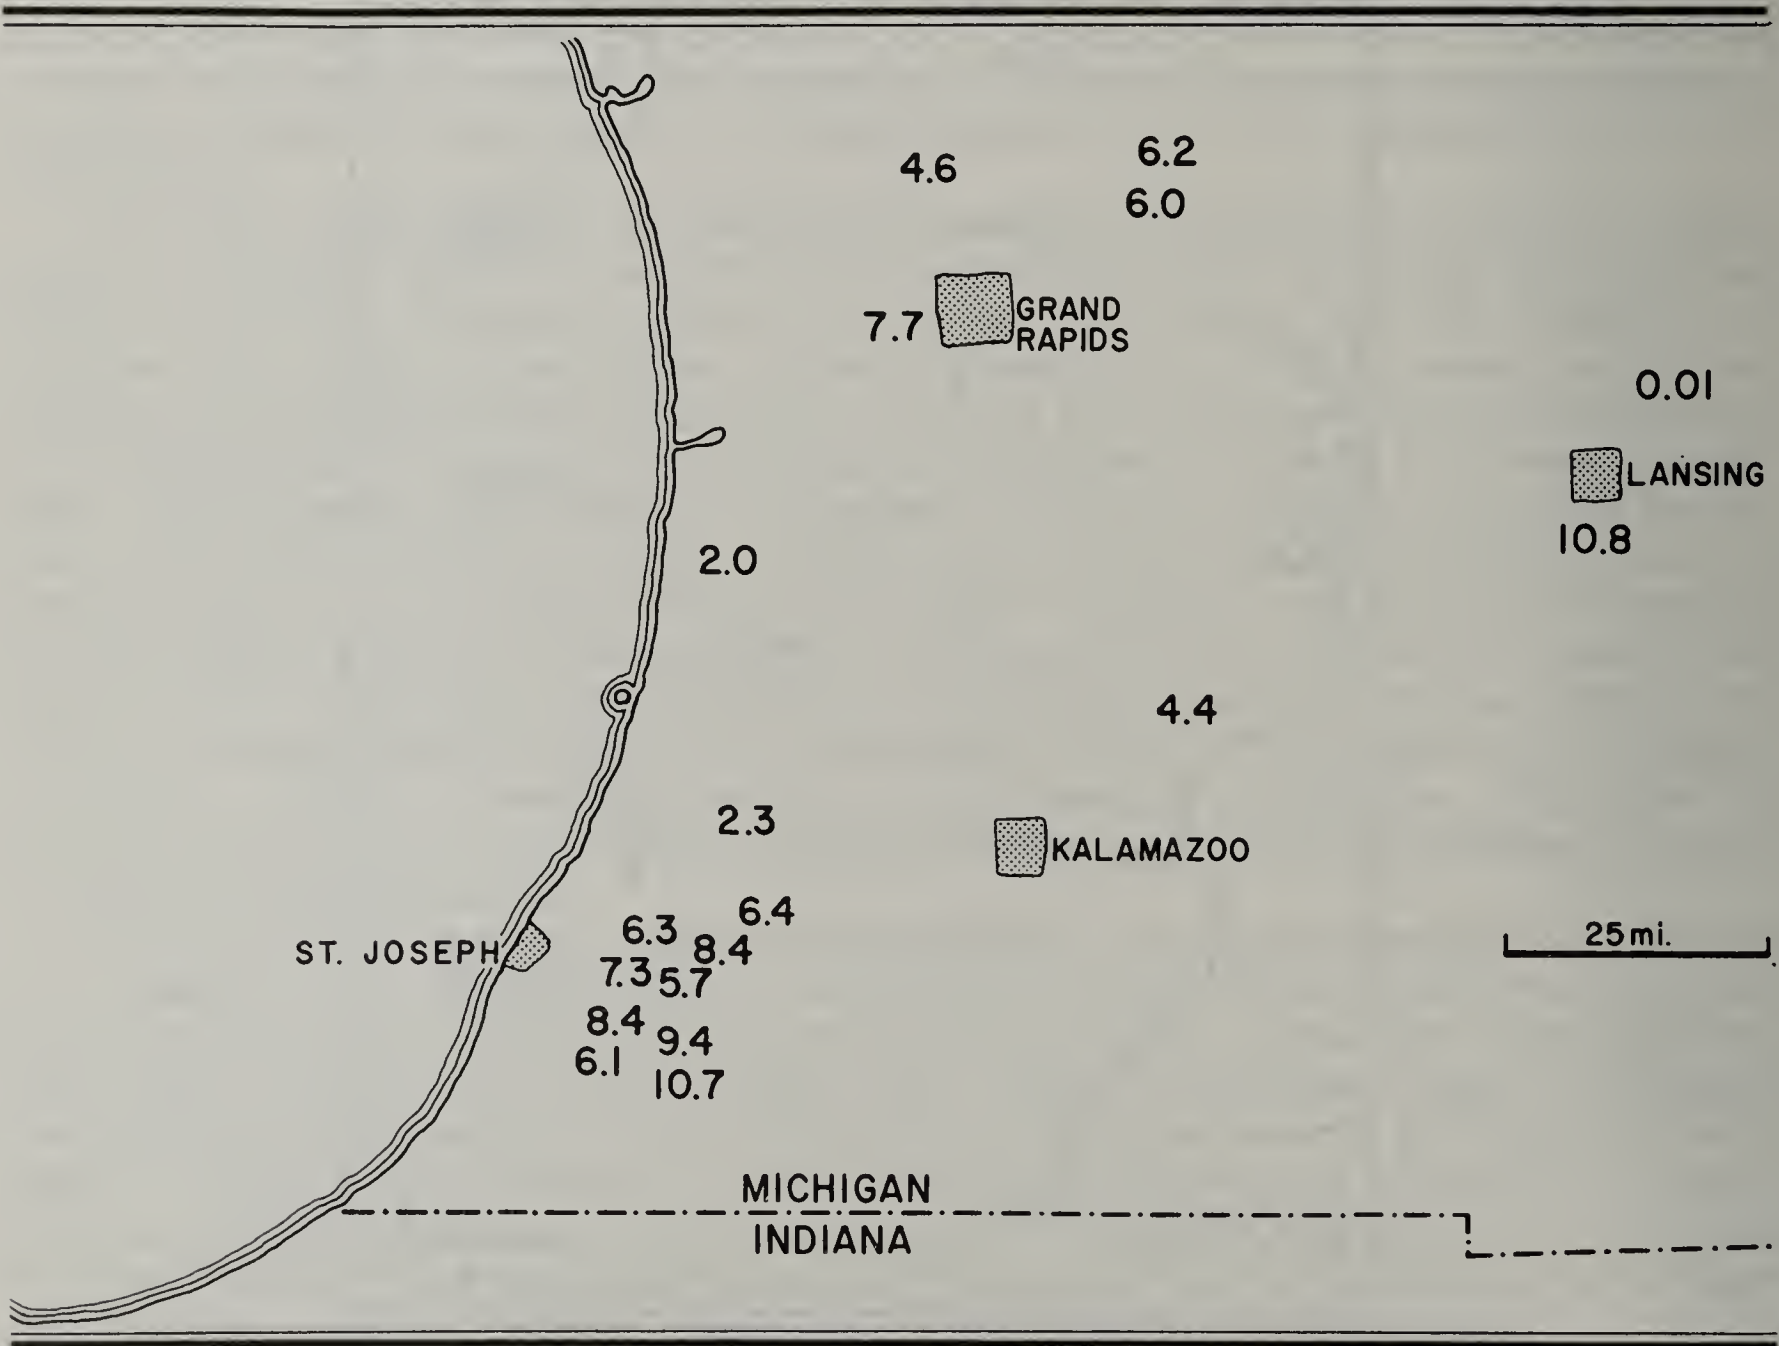 4.6
6.2
6.0
7.7
GRAND
RAPIDS
0.01
LANSING
10.8
2.0
4.4
2.3
KALAMAZOO
6.4
6.3
8.4
ST. JOSEPH
7.3
5.7
25mi.
8.4
9.4
6.1
10.7
MICHIGAN
INDIANA